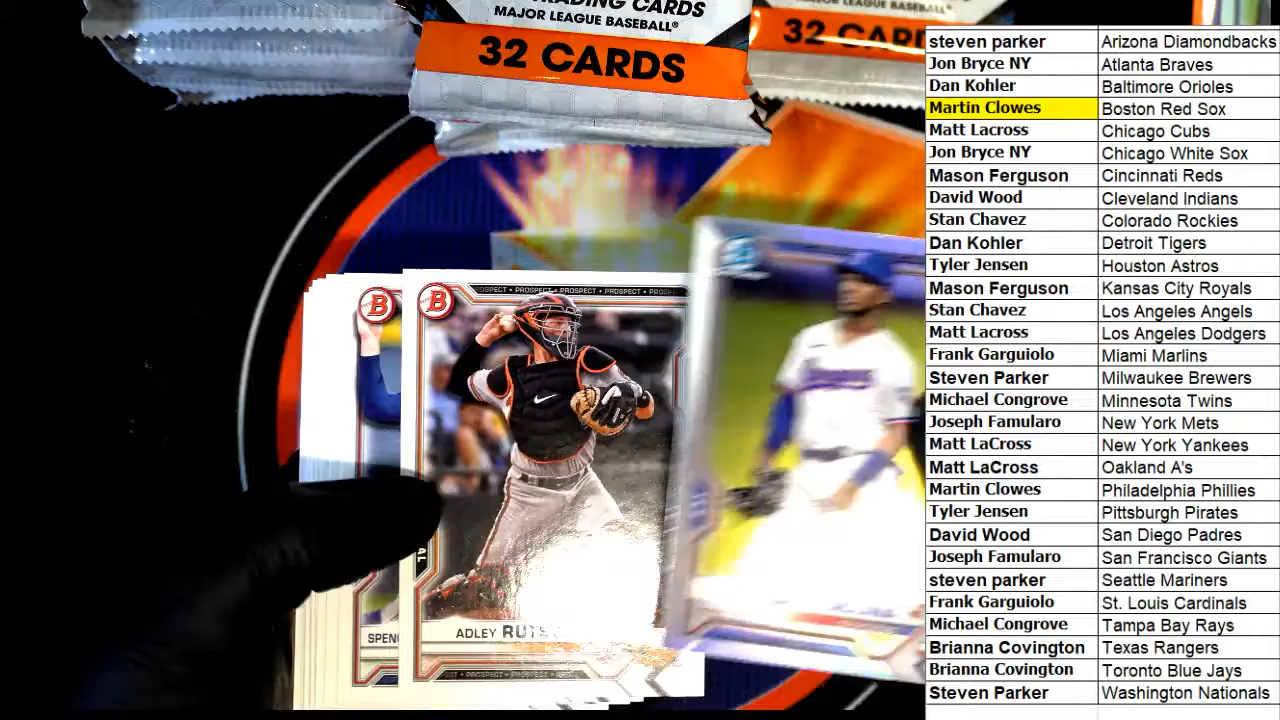 TRADING CARDS
MAJOR LEAGUE BASEBALL®
32 CARDS
32 CARD
MAJOR LEAGUE BASEBALL®
steven parker Arizona Diamondbacks
Jon Bryce NY Atlanta Braves
Dan Kohler Baltimore Orioles
Martin Clowes Boston Red Sox
Matt Lacross Chicago Cubs
Jon Bryce NY Chicago White Sox
Mason Ferguson Cincinnati Reds
David Wood Cleveland Indians
Stan Chavez Colorado Rockies
Dan Kohler Detroit Tigers
Tyler Jensen Houston Astros
Mason Ferguson Kansas City Royals
Stan Chavez Los Angeles Angels
Matt Lacross Los Angeles Dodgers
Frank Garguiolo Miami Marlins
Steven Parker Milwaukee Brewers
Michael Congrove Minnesota Twins
Joseph Famularo New York Mets
Matt LaCross New York Yankees
Matt LaCross Oakland A's
Martin Clowes Philadelphia Phillies
Tyler Jensen Pittsburgh Pirates
David Wood San Diego Padres
Joseph Famularo San Francisco Giants
steven parker Seattle Mariners
Frank Garguiolo St. Louis Cardinals
Michael Congrove Tampa Bay Rays
Brianna Covington Texas Rangers
Brianna Covington Toronto Blue Jays
Steven Parker Washington Nationals
B
B
PROSPECT • PROSPECT • PROSPECT • PROSPECT
SPEN
ADLEY RUTS